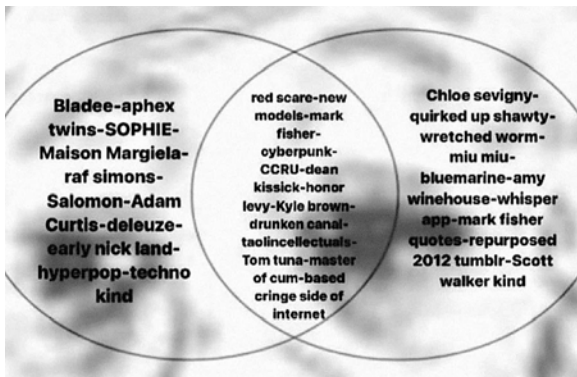 Bladee-aphex
twins-SOPHIE-
Maison Margiela-
raf simons-
Salomon-Adam
Curtis-deleuze-
early nick land-
hyperpop-techno
kind
red scare-new
models-mark
fisher-
cyberpunk-
CCRU-dean
kissick-honor
levy-Kyle brown-
drunken canal-
taolincellectuals-
Tom tuna-master
of cum-based
cringe side of
internet
Chloe sevigny-
quirked up shawty-
wretched worm-
miu miu-
bluemarine-amy
winehouse-whisper
app-mark fisher
quotes-repurposed
2012 tumblr-Scott
walker kind